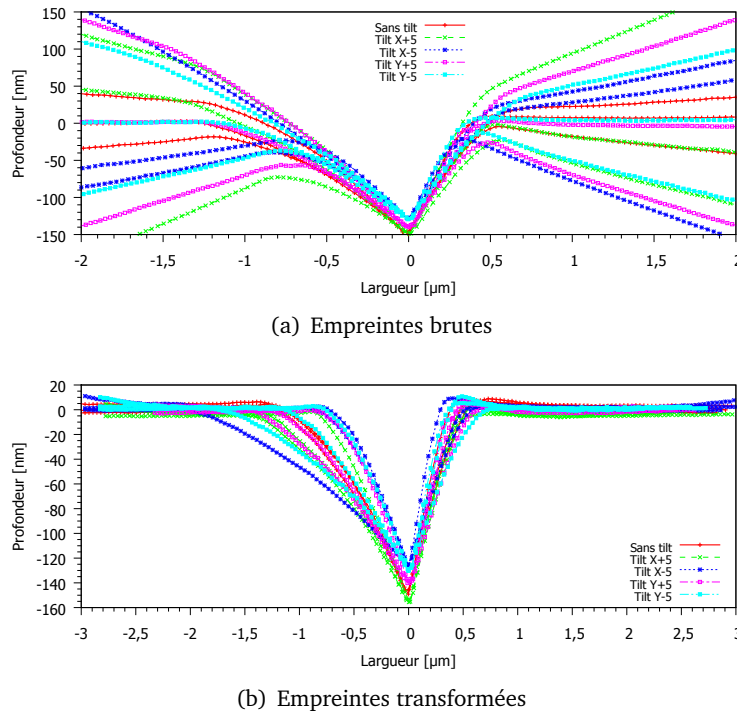 150
100
50
0
-50
-100
-150
Profondeur [nm]
Sans tilt
Tilt X+5
Tilt X-5
Tilt Y+5
Tilt Y-5
-2 -1,5 -1 -0,5 0 0,5 1 1,5 2
Largueur [µm]
(a) Empreintes brutes
20
0
-20
-40
-60
-80
-100
-120
-140
-160
Profondeur [nm]
Sans tilt
Tilt X+5
Tilt X-5
Tilt Y+5
Tilt Y-5
-3 -2,5 -2 -1,5 -1 -0,5 0 0,5 1 1,5 2 2,5 3
Largueur [µm]
(b) Empreintes transformées